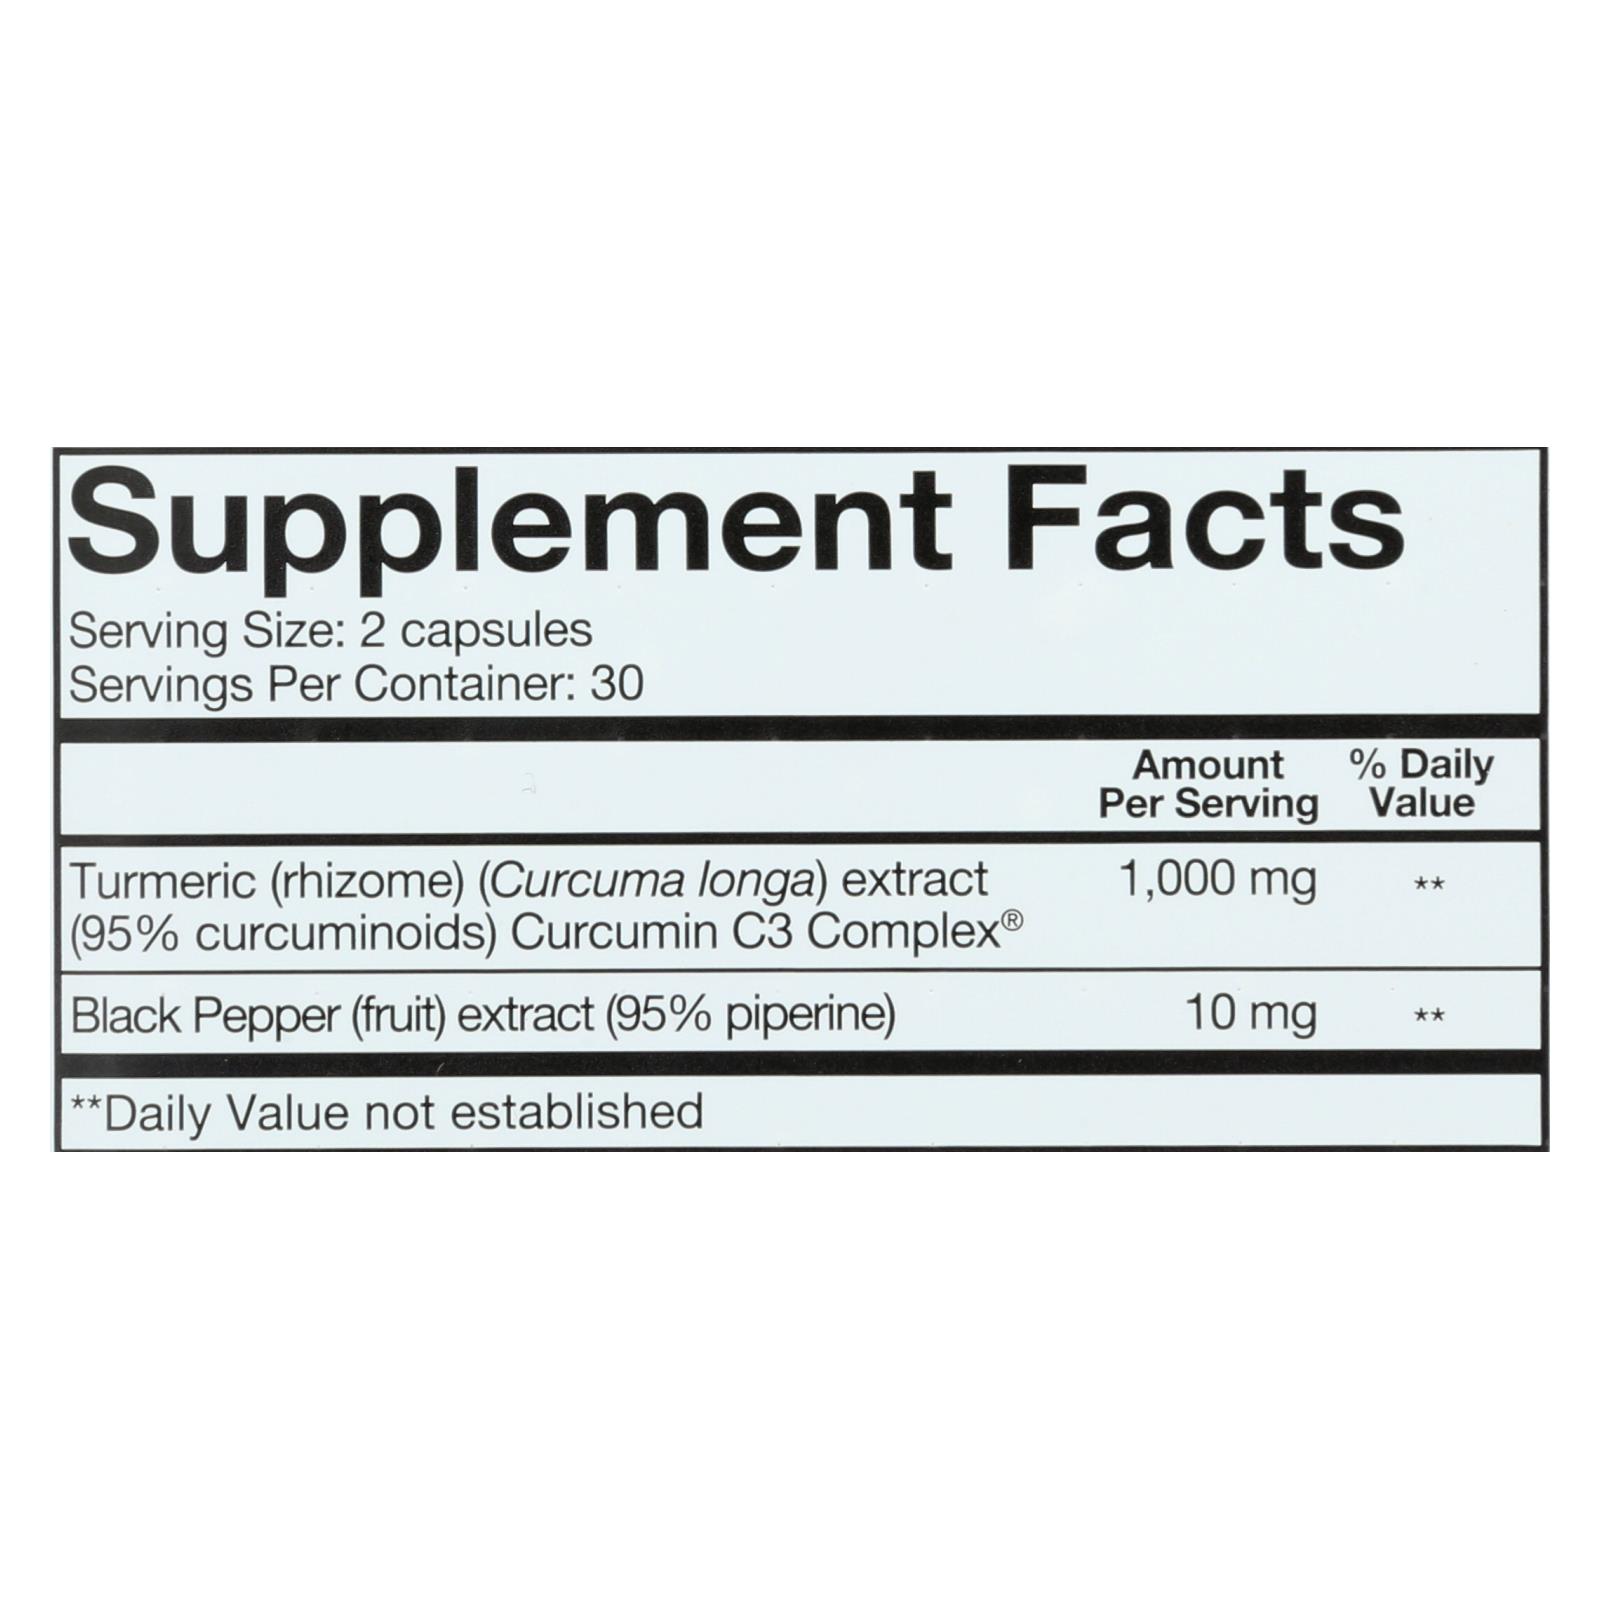 Supplement Facts
Serving Size: 2 capsules
Servings Per Container: 30
Amount Per Serving
% Daily Value
Turmeric (rhizome) (Curcuma longa) extract 1,000 mg **
(95% curcuminoids) Curcumin C3 Complex®
Black Pepper (fruit) extract (95% piperine) 10 mg **
**Daily Value not established